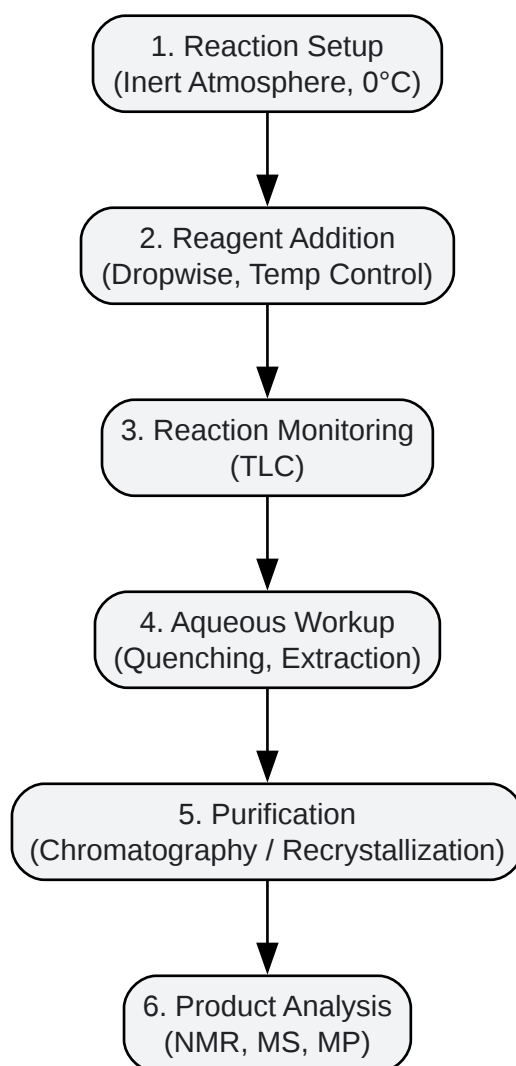 1. Reaction Setup
(Inert Atmosphere, 0°C)
2. Reagent Addition
(Dropwise, Temp Control)
3. Reaction Monitoring
(TLC)
4. Aqueous Workup
(Quenching, Extraction)
5. Purification
(Chromatography / Recrystallization)
6. Product Analysis
(NMR, MS, MP)